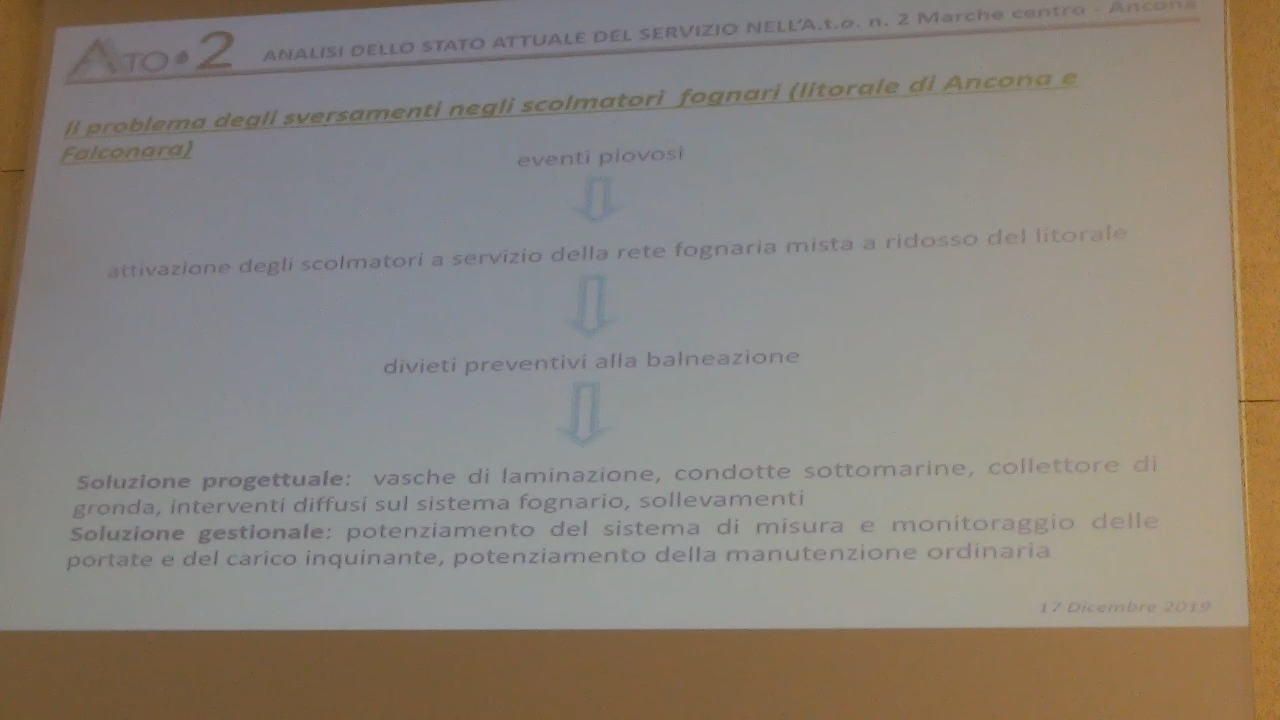 ATO 2 ANALISI DELLO STATO ATTUALE DEL SERVIZIO NELL'A.t.o. n. 2 Marche centro - Ancona
Il problema degli sversamenti negli scolmatori fognari (litorale di Ancona e
Falconara)
eventi piovosi
attivazione degli scolmatori a servizio della rete fognaria mista a ridosso del litorale
divieti preventivi alla balneazione
Soluzione progettuale: vasche di laminazione, condotte sottomarine, collettore di
gronda, interventi diffusi sul sistema fognario, sollevamenti
Soluzione gestionale: potenziamento del sistema di misura e monitoraggio delle
portate e del carico inquinante, potenziamento della manutenzione ordinaria
17 Dicembre 2019